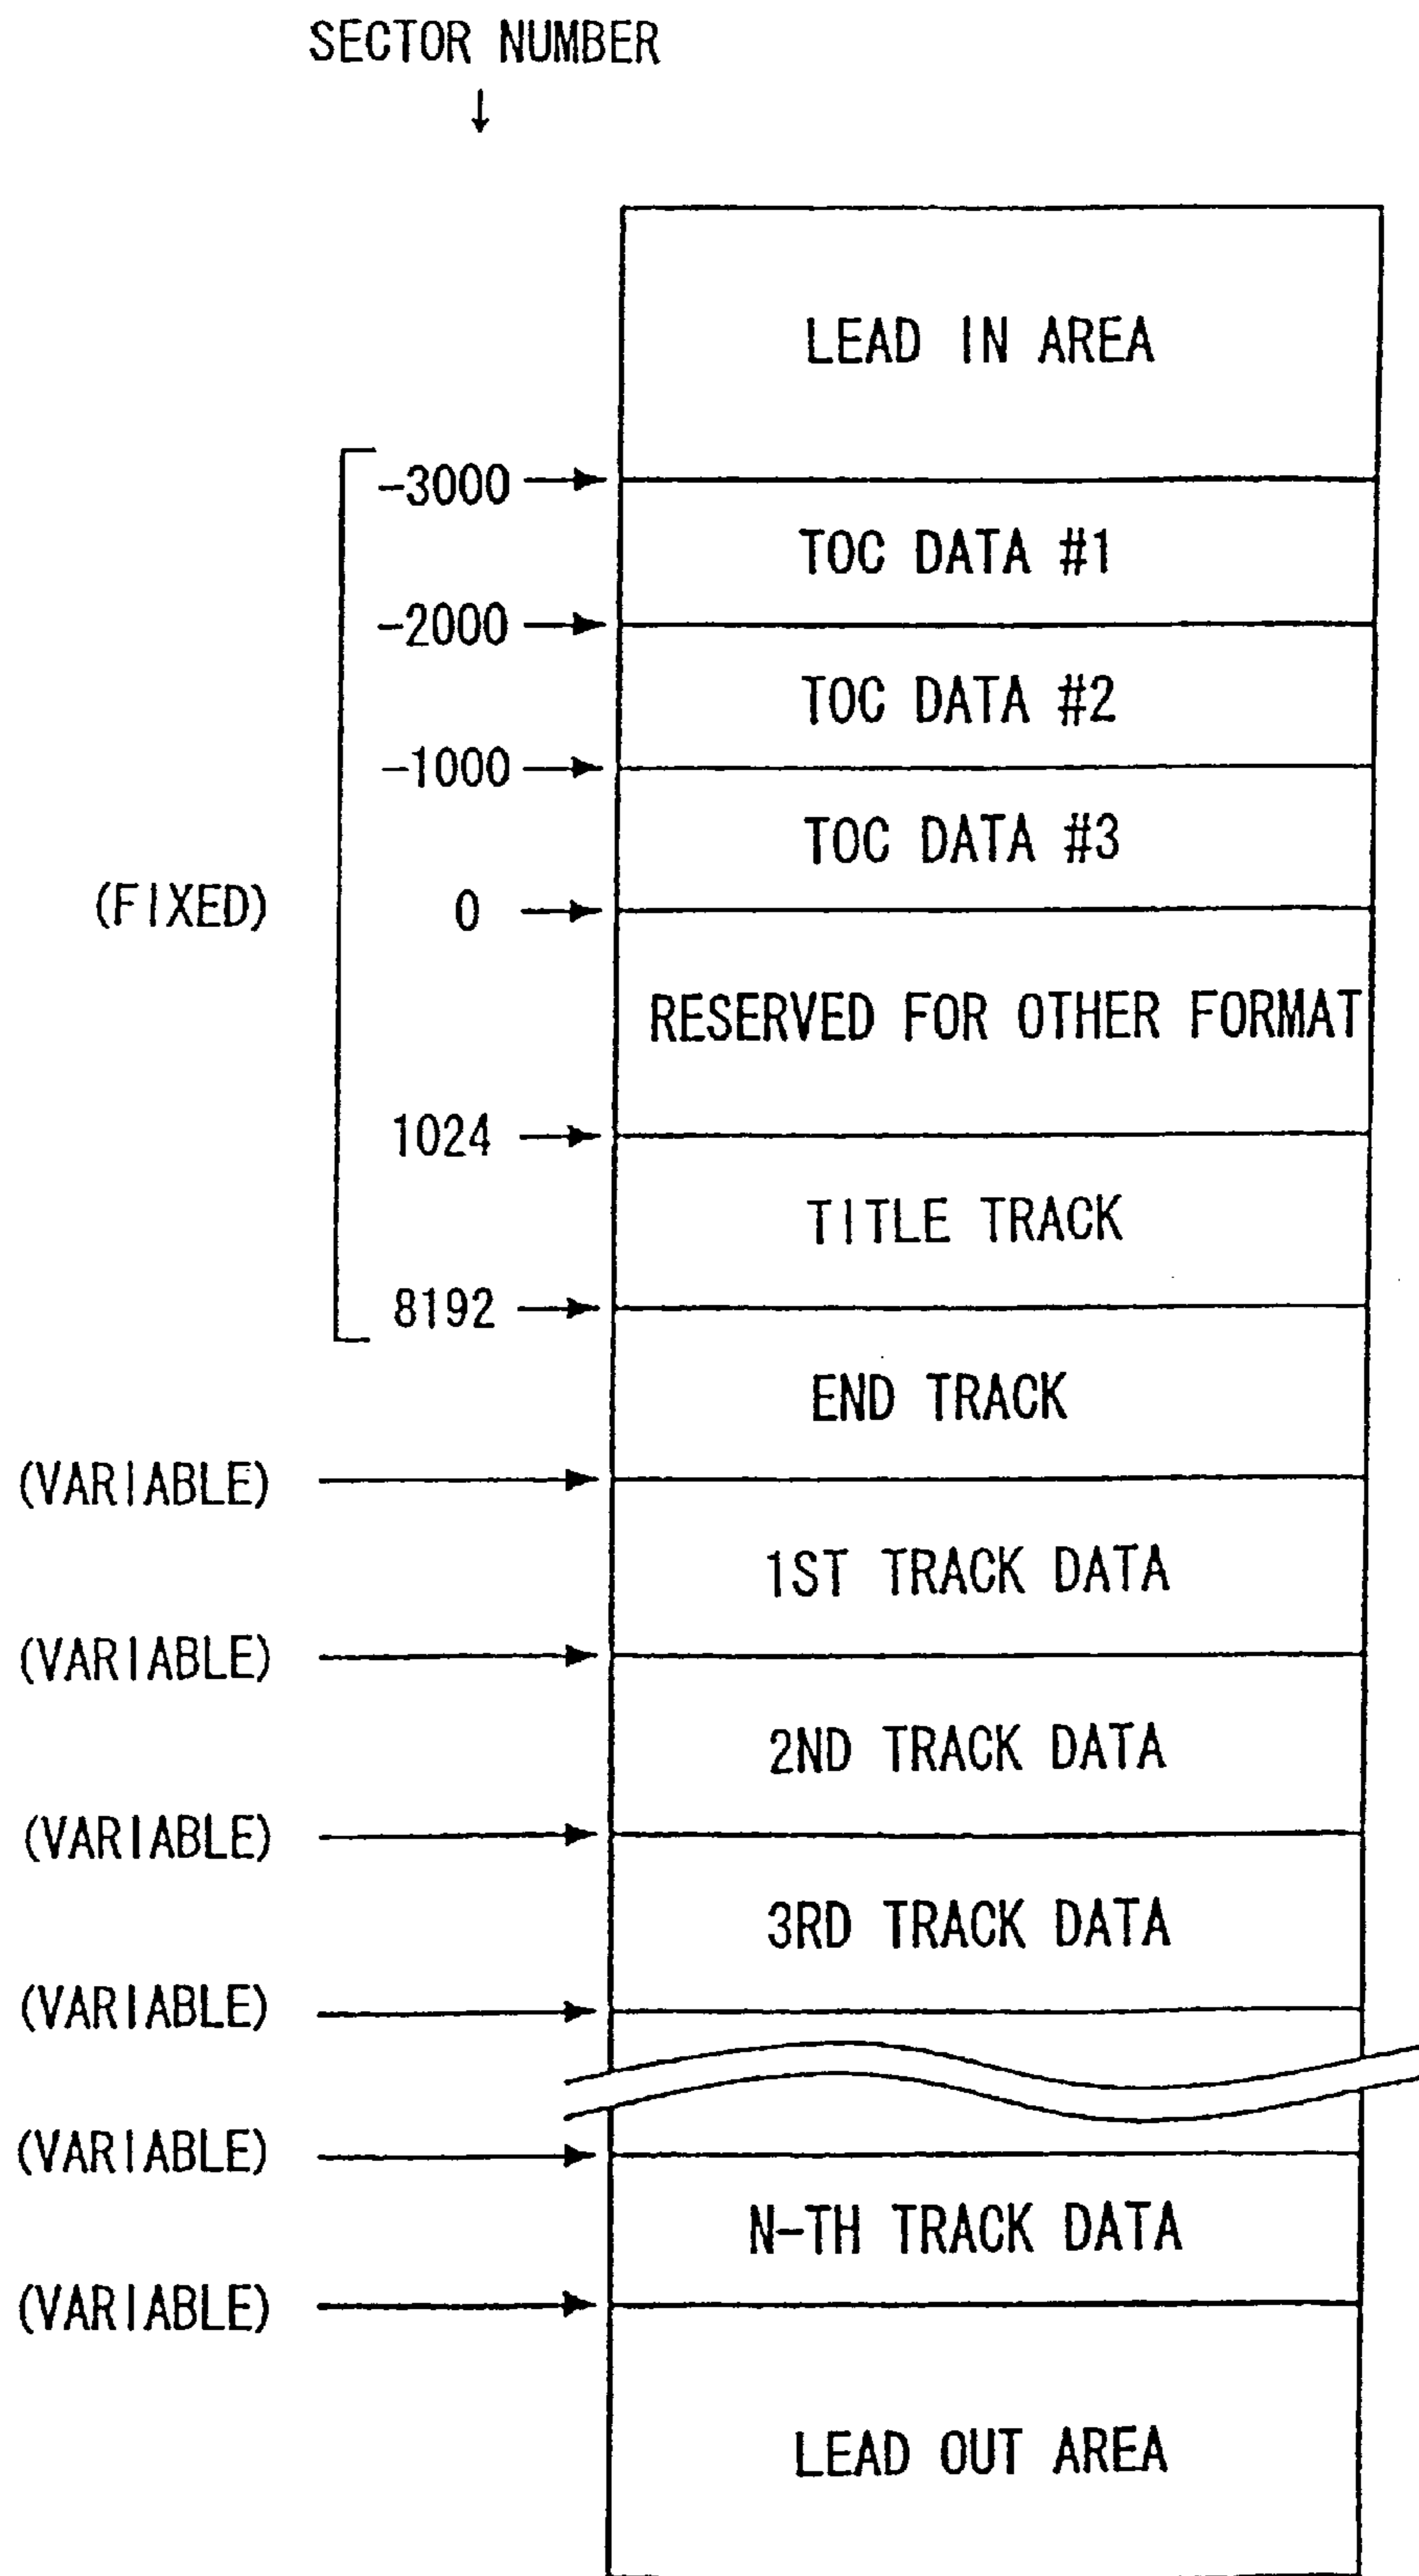 SECTOR NUMBER
↓
LEAD IN AREA
-3000
TOC DATA #1
-2000
TOC DATA #2
-1000
TOC DATA #3
(FIXED)
0
RESERVED FOR OTHER FORMAT
1024
TITLE TRACK
8192
END TRACK
(VARIABLE)
1ST TRACK DATA
(VARIABLE)
2ND TRACK DATA
(VARIABLE)
3RD TRACK DATA
(VARIABLE)
(VARIABLE)
N-TH TRACK DATA
(VARIABLE)
LEAD OUT AREA